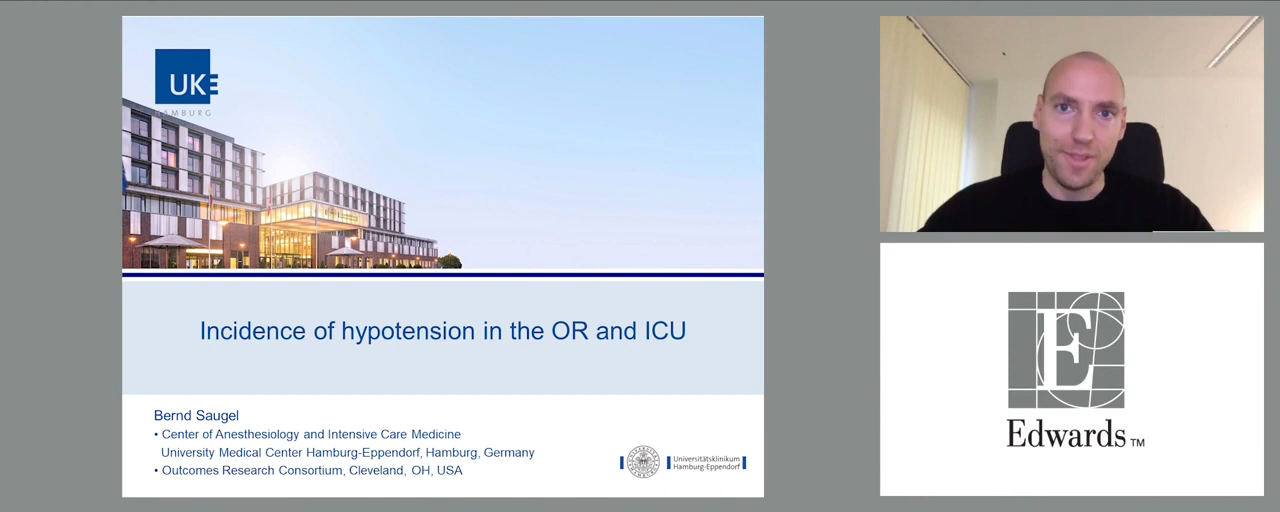 UKE
HAMBURG
Incidence of hypotension in the OR and ICU
Bernd Saugel
• Center of Anesthesiology and Intensive Care Medicine
University Medical Center Hamburg-Eppendorf, Hamburg, Germany
• Outcomes Research Consortium, Cleveland, OH, USA
Universitätsklinikum
Hamburg-Eppendorf
E
Edwards™